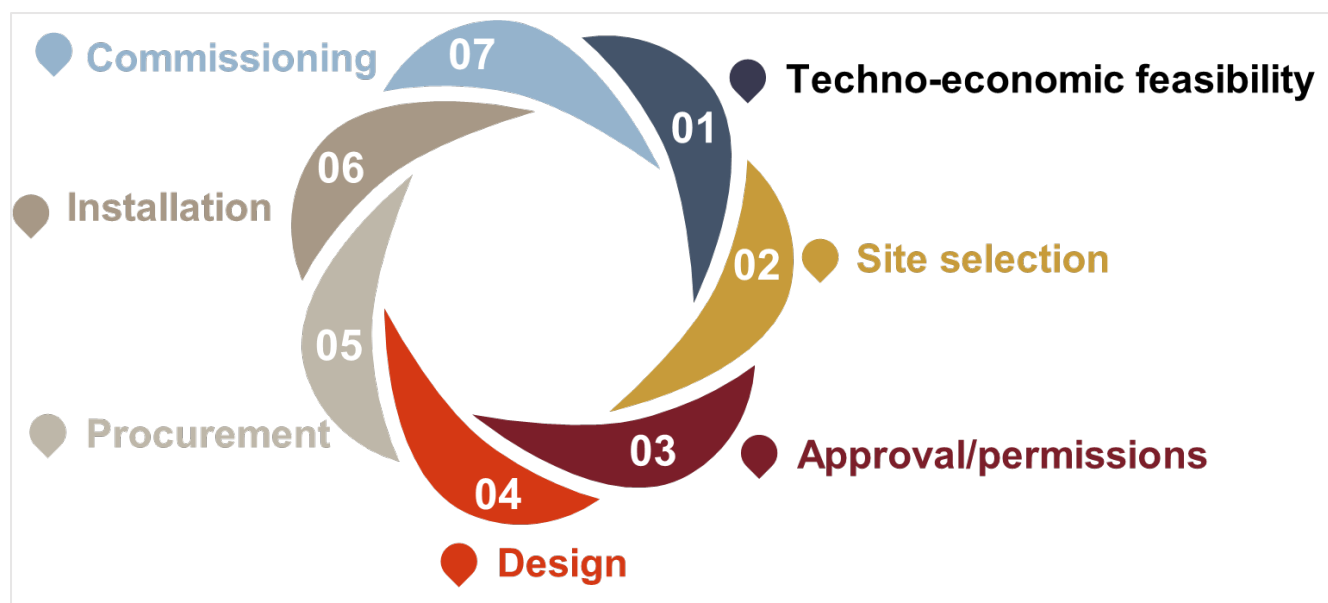 01 Techno-economic feasibility
02 Site selection
03 Approval/permissions
04 Design
05 Procurement
06 Installation
07 Commissioning